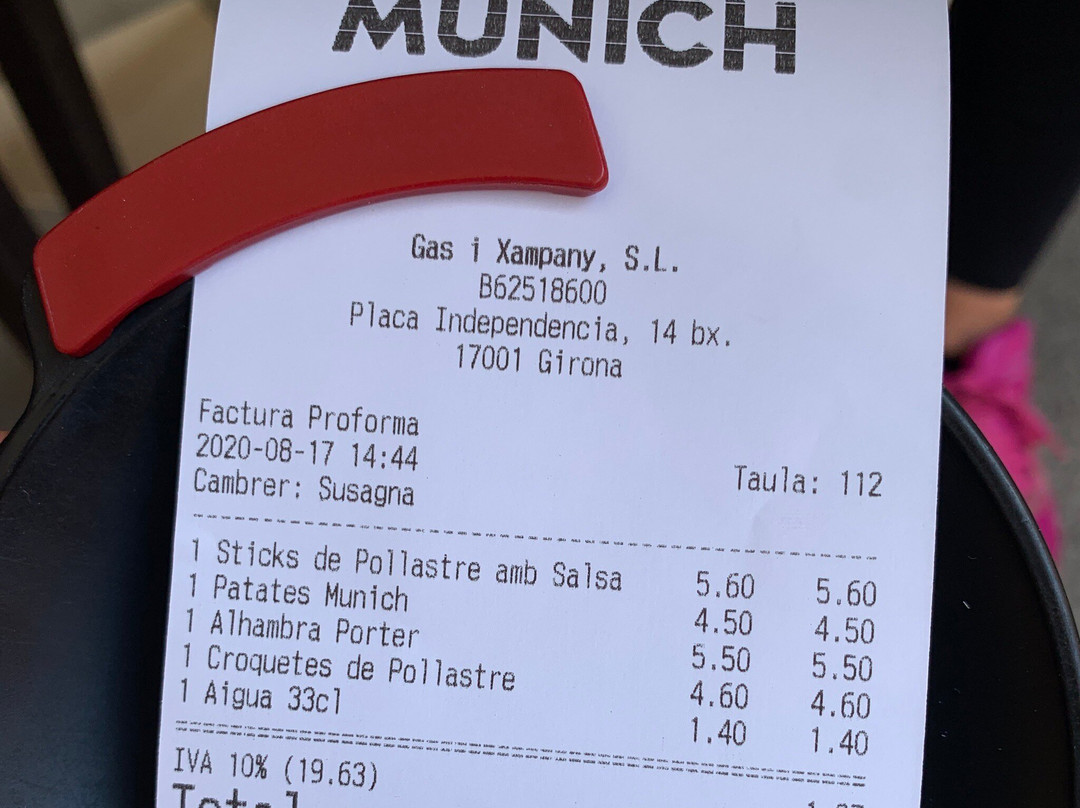 MUNICH
Gas i Xampany, S.L.
B62518600
Placa Independencia, 14 bx.
17001 Girona
Factura Proforma
2020-08-17 14:44
Cambrer: Susagna Taula: 112
1 Sticks de Pollastre amb Salsa 5.60 5.60
1 Patates Munich 4.50 4.50
1 Alhambra Porter 5.50 5.50
1 Croquetes de Pollastre 4.60 4.60
1 Aigua 33cl 1.40 1.40
IVA 10% (19.63)
Total